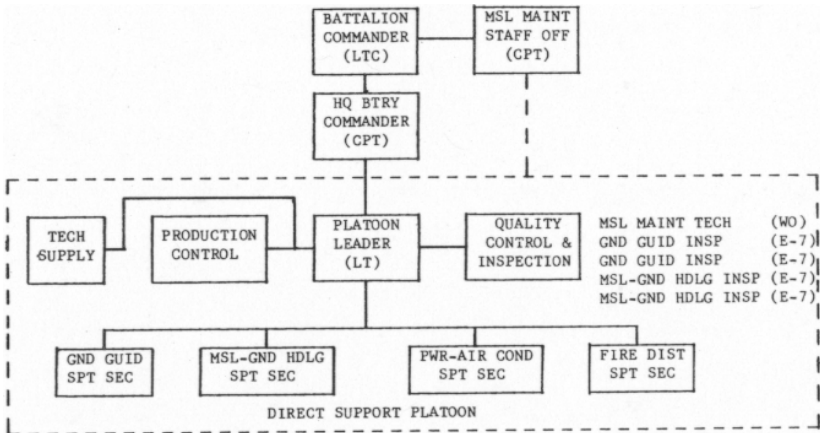 BATTALION
COMMANDER
(LTC)
MSL MAINT
STAFF OFF
(CPT)
HQ BTRY
COMMANDER
(CPT)
TECH
SUPPLY
PRODUCTION
CONTROL
PLATOON
LEADER
(LT)
QUALITY
CONTROL &
INSPECTION
MSL MAINT TECH (WO)
GND GUID INSP (E-7)
GND GUID INSP (E-7)
MSL-GND HDLG INSP (E-7)
MSL-GND HDLG INSP (E-7)
GND GUID
SPT SEC
MSL-GND HDLG
SPT SEC
PWR-AIR COND
SPT SEC
FIRE DIST
SPT SEC
DIRECT SUPPORT PLATOON